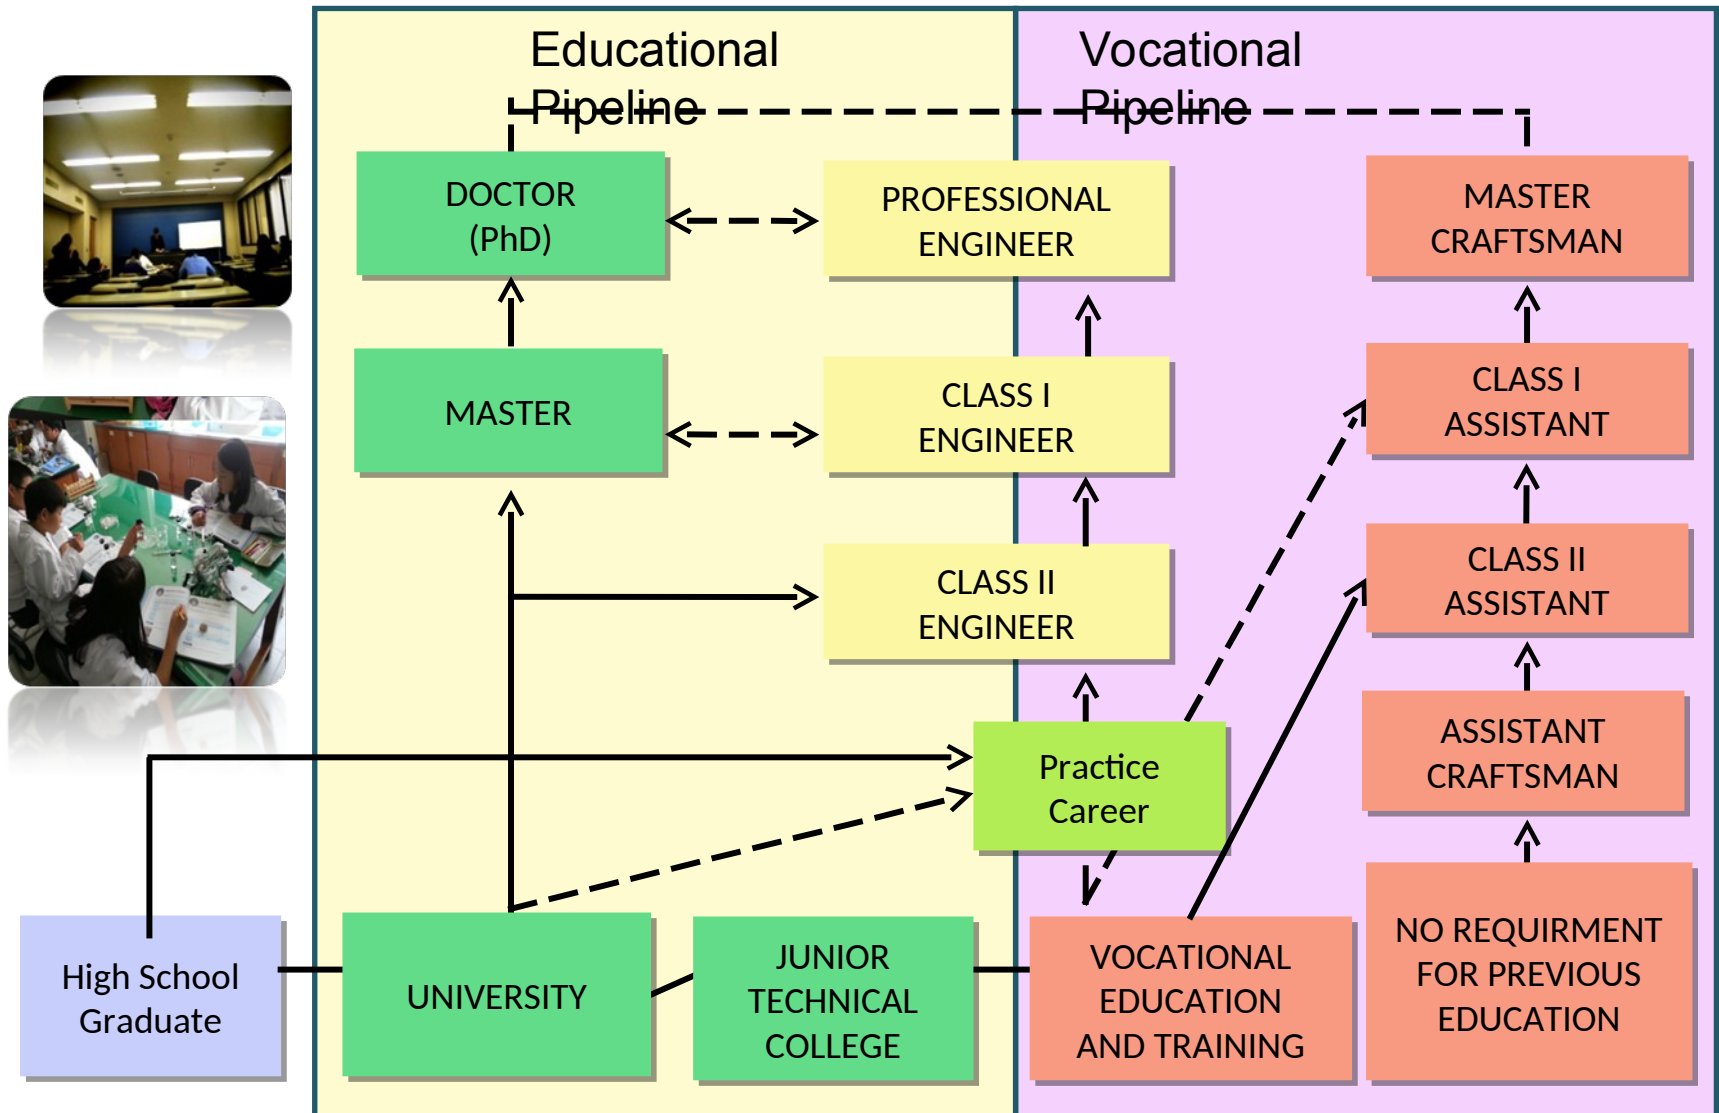 Educational
Pipeline
Vocational
Pipeline
DOCTOR
(PhD)
PROFESSIONAL
ENGINEER
MASTER
CRAFTSMAN
MASTER
CLASS I
ENGINEER
CLASS I
ASSISTANT
CLASS II
ENGINEER
CLASS II
ASSISTANT
Practice
Career
ASSISTANT
CRAFTSMAN
High School
Graduate
UNIVERSITY
JUNIOR
TECHNICAL
COLLEGE
VOCATIONAL
EDUCATION
AND TRAINING
NO REQUIRMENT
FOR PREVIOUS
EDUCATION